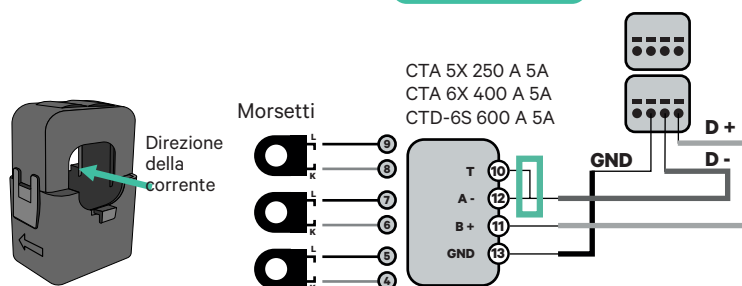 CTA 5X 250 A 5A
CTA 6X 400 A 5A
CTD-6S 600 A 5A
Morsetti
Direzione
della
corrente
L
K
L
K
L
K
9
8
7
6
5
4
T
A -
B +
GND
10
12
11
13
GND
D +
D -